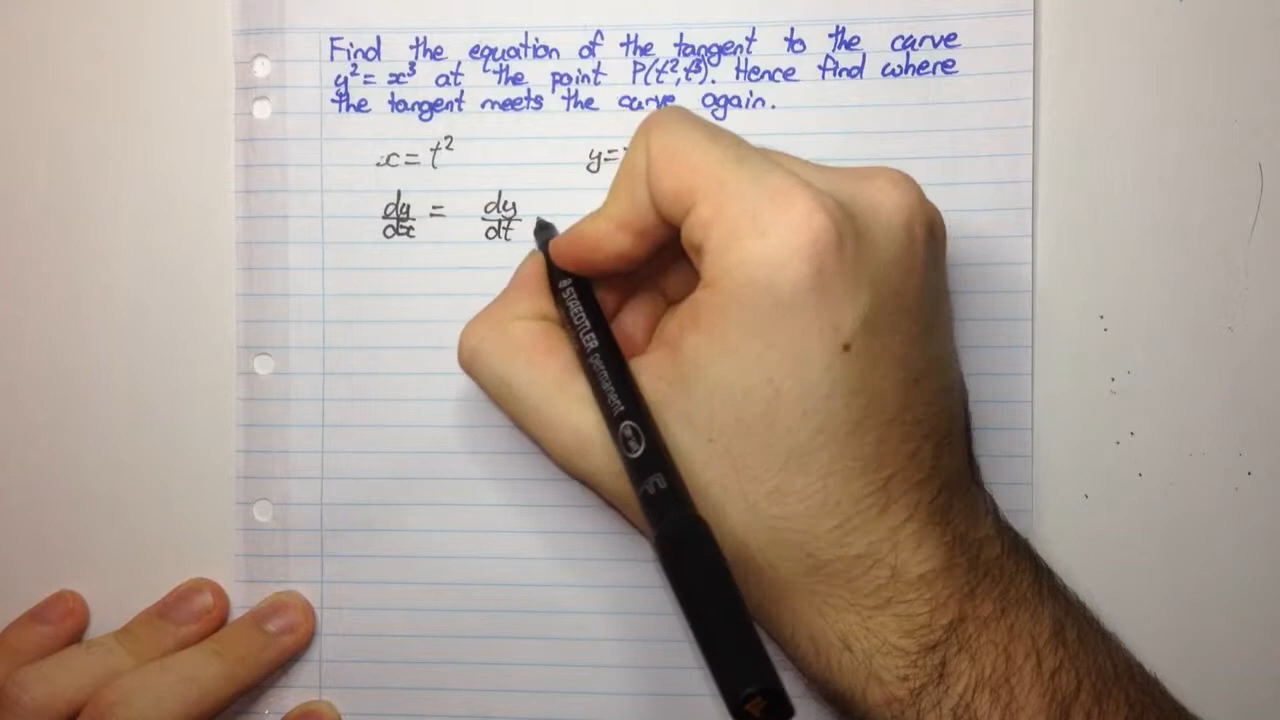 Find the equation of the tangent to the curve
y² = x³ at the point P(t²,t³). Hence find where
the tangent meets the curve again.
x = t² y =
dy/dx = dy/dt
STAEDTLER permanent
F